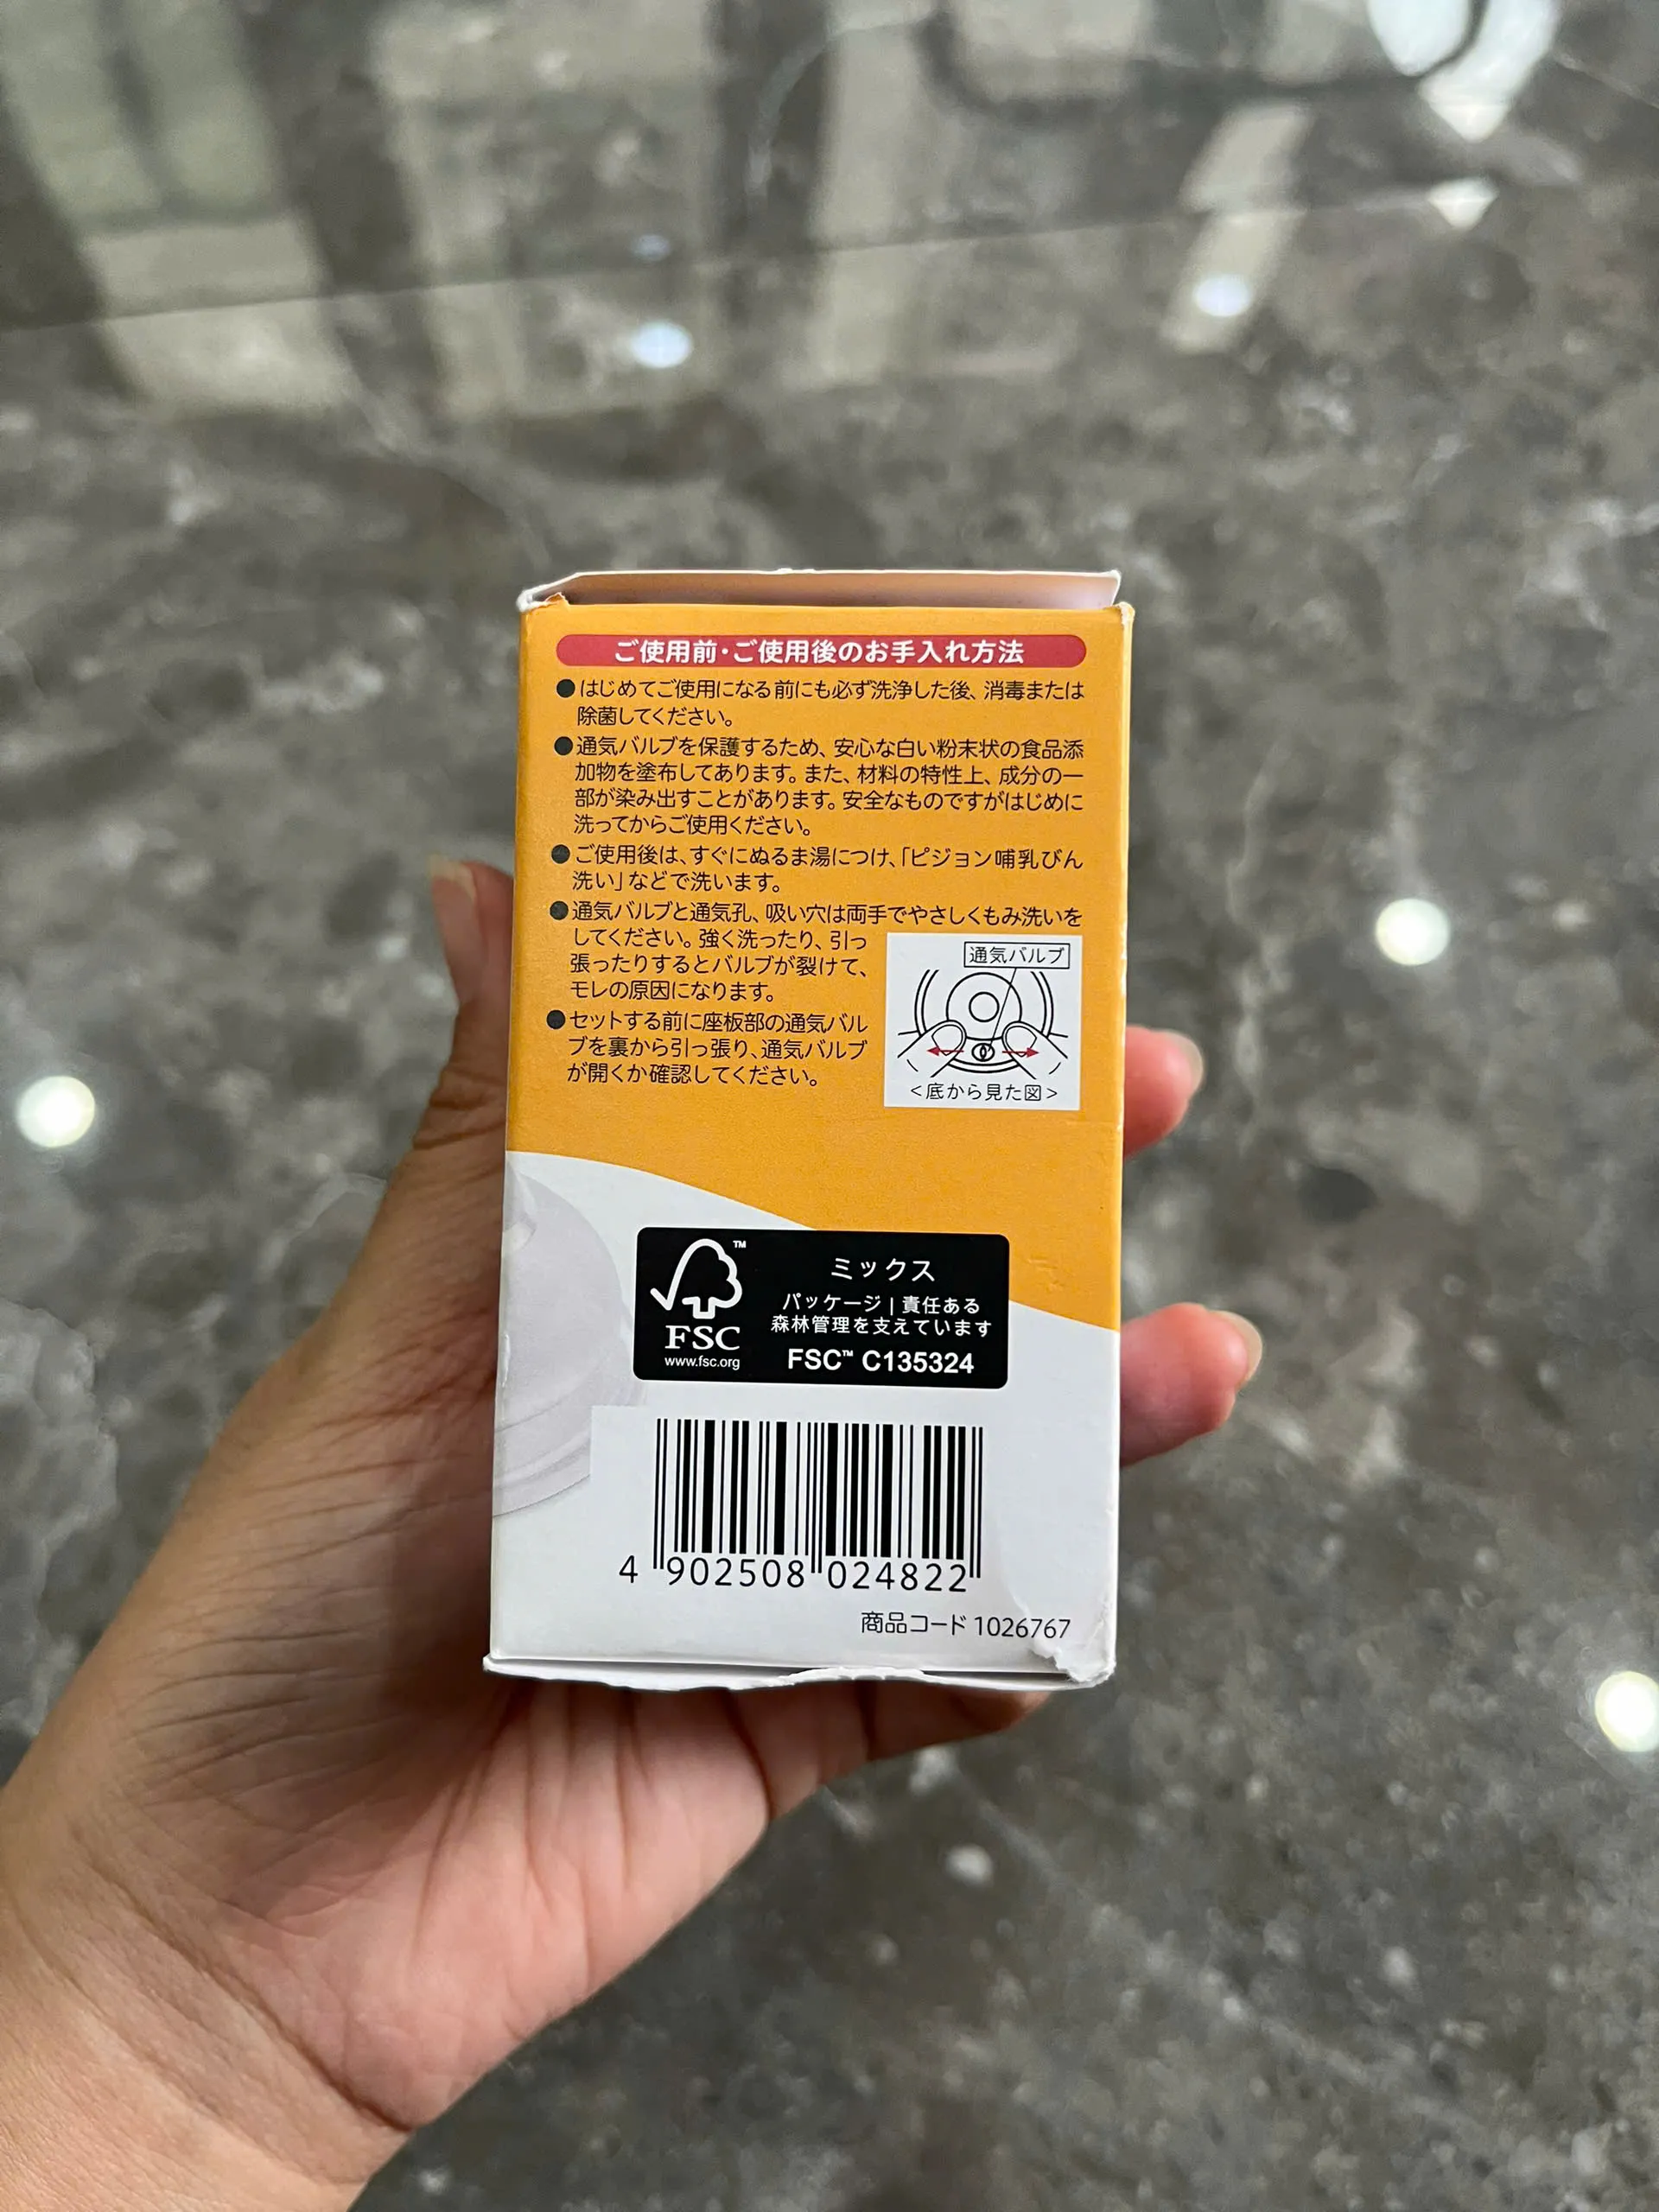 ご使用前・ご使用後のお手入れ方法
●はじめてご使用になる前にも必ず洗浄した後、消毒または
除菌してください。
●通気バルブを保護するため、安心な白い粉末状の食品添
加物を塗布してあります。また、材料の特性上、成分の一
部が染み出すことがあります。安全なものですがはじめに
洗ってからご使用ください。
●ご使用後は、すぐにぬるま湯につけ、「ピジョン哺乳びん
洗い」などで洗います。
●通気バルブと通気孔、吸い穴は両手でやさしくもみ洗いを
してください。強く洗ったり、引っ
張ったりするとバルブが裂けて、
モレの原因になります。
●セットする前に座板部の通気バル
ブを裏から引っ張り、通気バルブ
が開くか確認してください。
通気バルブ
<底から見た図>
TM
FSC
www.fsc.org
ミックス
パッケージ | 責任ある
森林管理を支えています
FSC™ C135324
4 902508 024822
商品コード 1026767